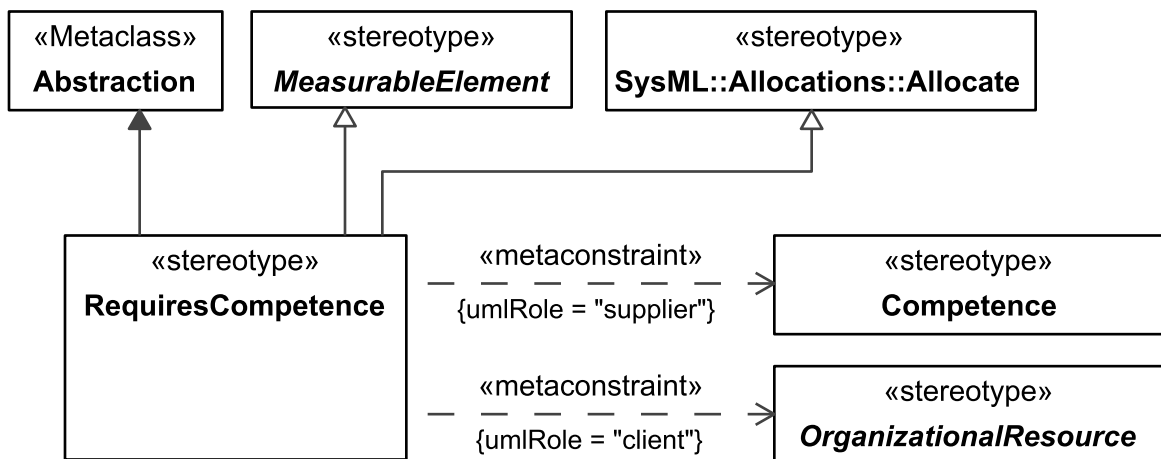 «Metaclass»
Abstraction
«stereotype»
MeasurableElement
«stereotype»
SysML::Allocations::Allocate
«stereotype»
RequiresCompetence
«metaconstraint»
{umlRole = "supplier"}
«stereotype»
Competence
«metaconstraint»
{umlRole = "client"}
«stereotype»
OrganizationalResource